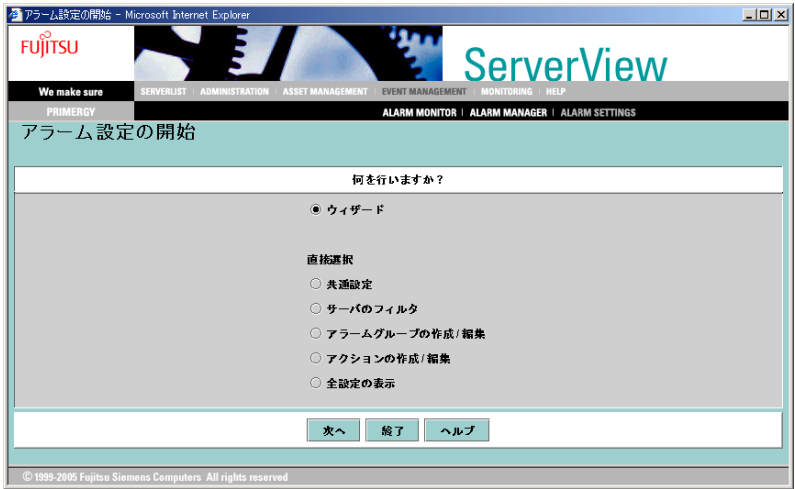 アラーム設定の開始 - Microsoft Internet Explorer
FUJITSU
ServerView
We make sure
SERVERLIST | ADMINISTRATION | ASSET MANAGEMENT | EVENT MANAGEMENT | MONITORING | HELP
PRIMERGY
ALARM MONITOR | ALARM MANAGER | ALARM SETTINGS
アラーム設定の開始
何を行いますか？
ウィザード
直接選択
共通設定
サーバのフィルタ
アラームグループの作成/編集
アクションの作成/編集
全設定の表示
次へ 終了 ヘルプ
© 1999-2005 Fujitsu Siemens Computers All rights reserved